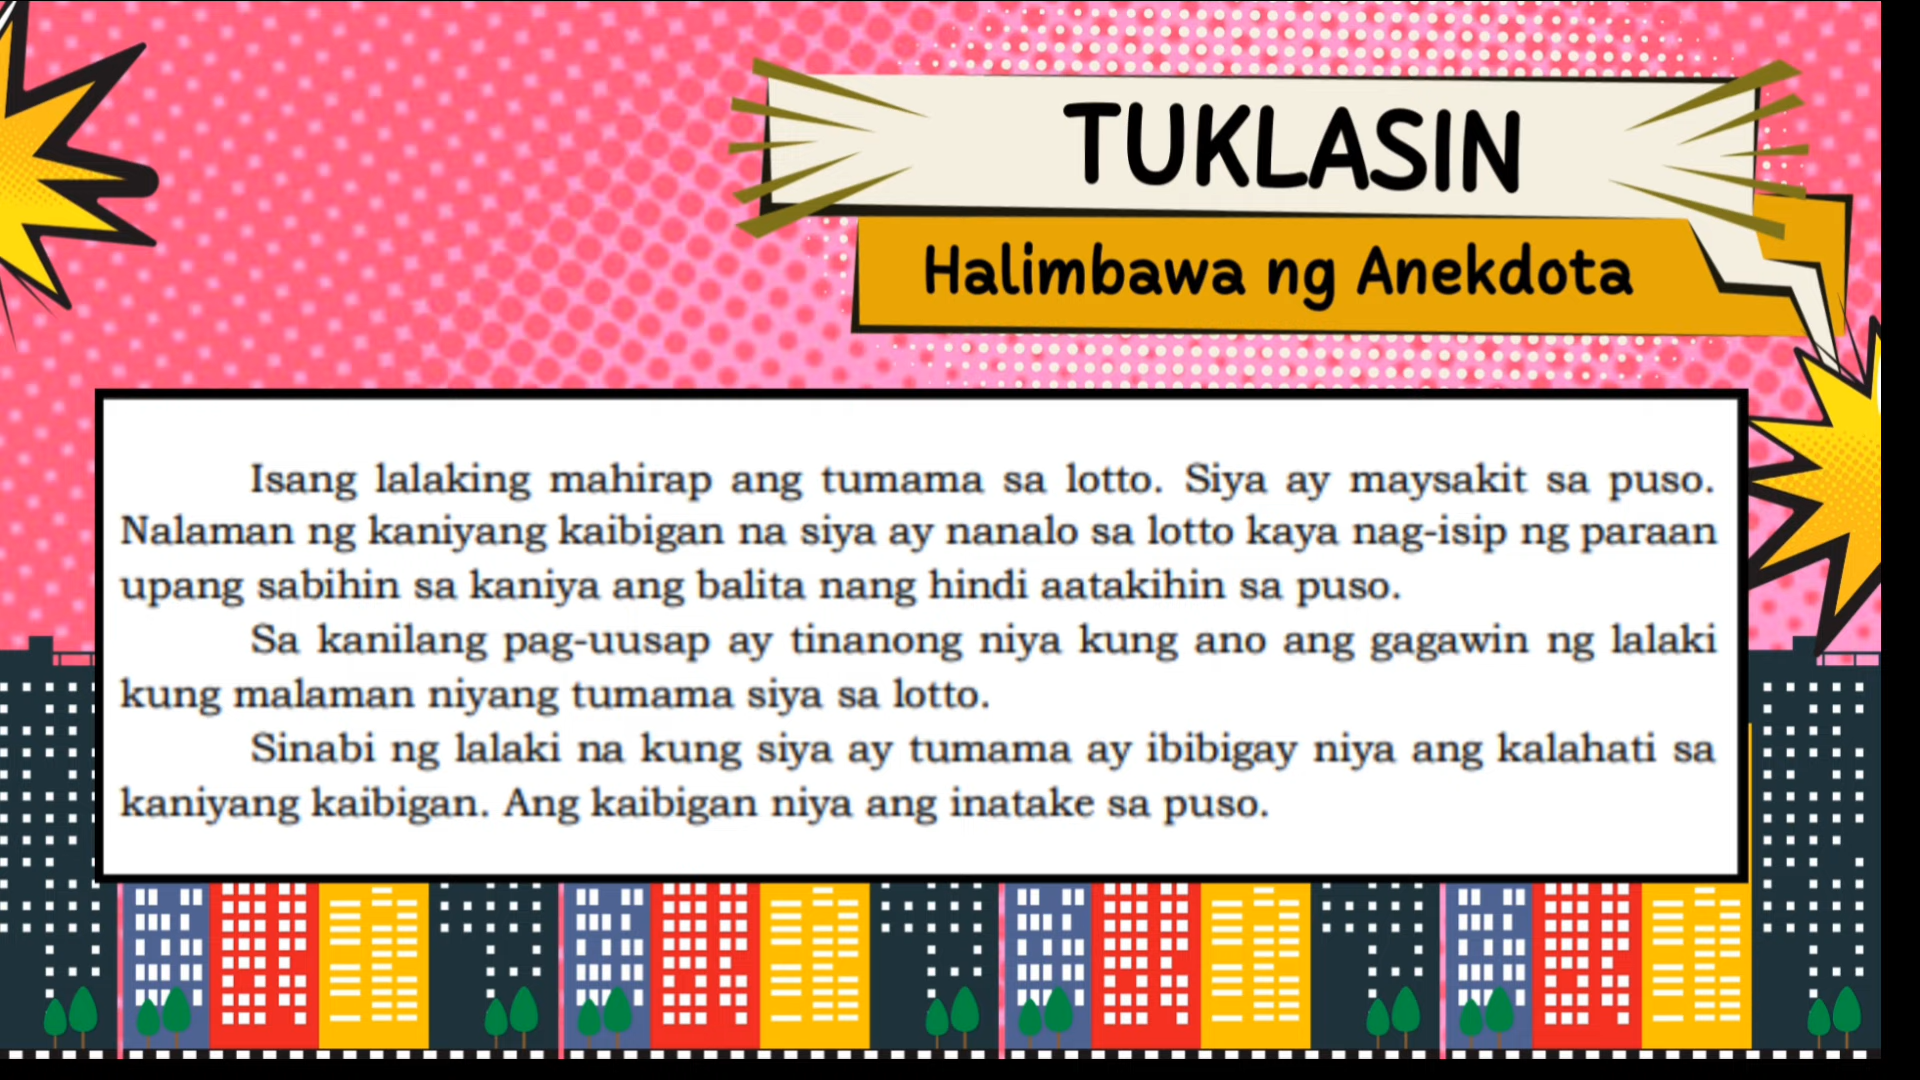 TUKLASIN
Halimbawa ng Anekdota
Isang lalaking mahirap ang tumama sa lotto. Siya ay maysakit sa puso.
Nalaman ng kaniyang kaibigan na siya ay nanalo sa lotto kaya nag-isip ng paraan
upang sabihin sa kaniya ang balita nang hindi aatakihin sa puso.
Sa kanilang pag-uusap ay tinanong niya kung ano ang gagawin ng lalaki
kung malaman niyang tumama siya sa lotto.
Sinabi ng lalaki na kung siya ay tumama ay ibibigay niya ang kalahati sa
kaniyang kaibigan. Ang kaibigan niya ang inatake sa puso.